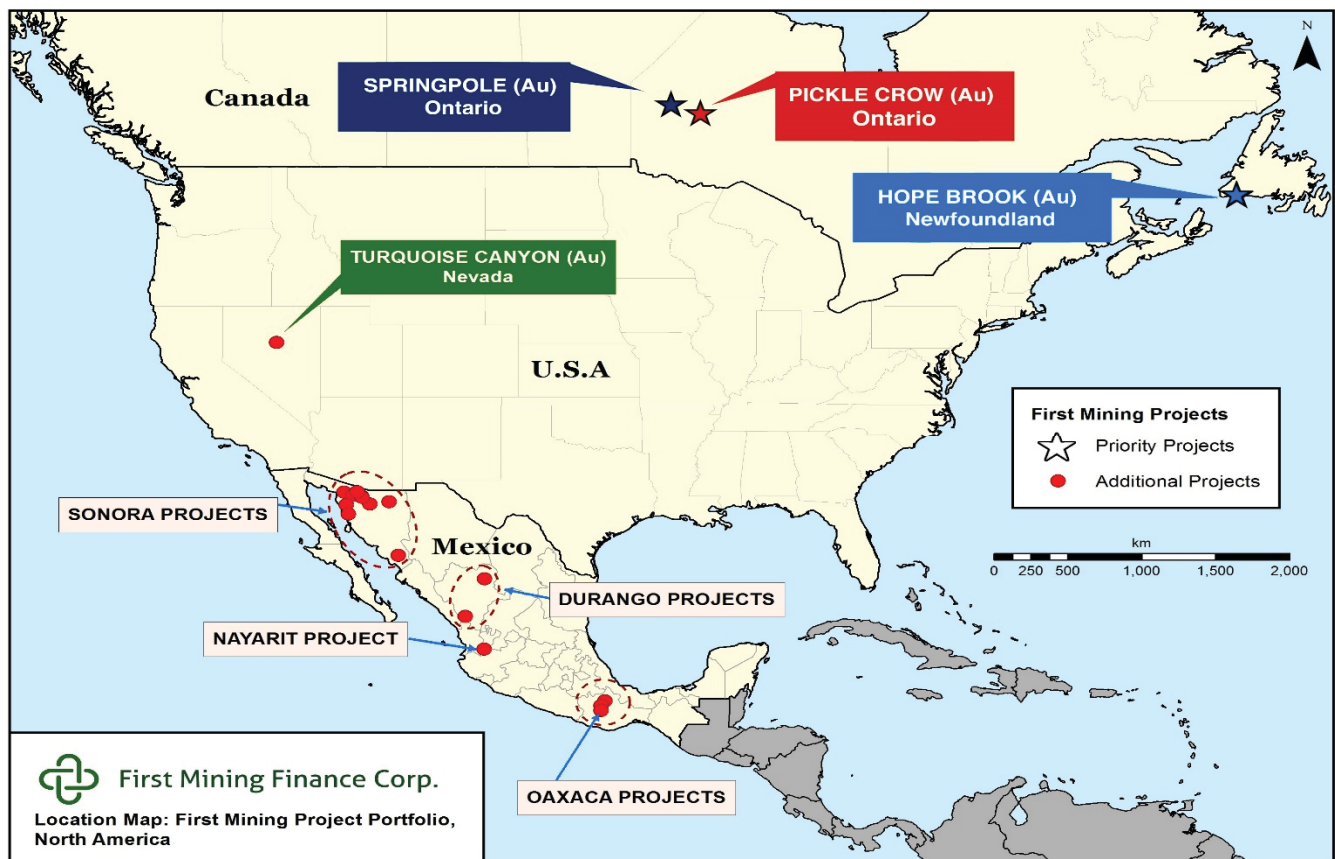 N
Canada
SPRINGPOLE (Au)
Ontario
PICKLE CROW (Au)
Ontario
HOPE BROOK (Au)
Newfoundland
TURQUOISE CANYON (Au)
Nevada
U.S.A
First Mining Projects
Priority Projects
Additional Projects
SONORA PROJECTS
Mexico
km
0 250 500 1,000 1,500 2,000
DURANGO PROJECTS
NAYARIT PROJECT
OAXACA PROJECTS
First Mining Finance Corp.
Location Map: First Mining Project Portfolio,
North America